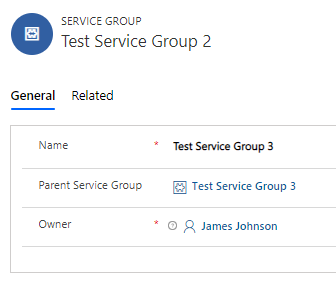 SERVICE GROUP
Test Service Group 2
General Related
Name * Test Service Group 3
Parent Service Group Test Service Group 3
Owner * James Johnson